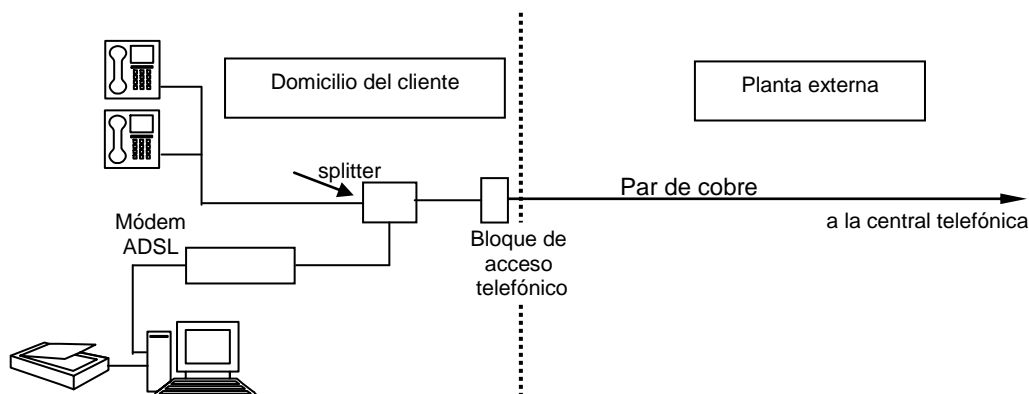 Domicilio del cliente
Planta externa
splitter
Par de cobre
a la central telefónica
Módem
ADSL
Bloque de
acceso
telefónico